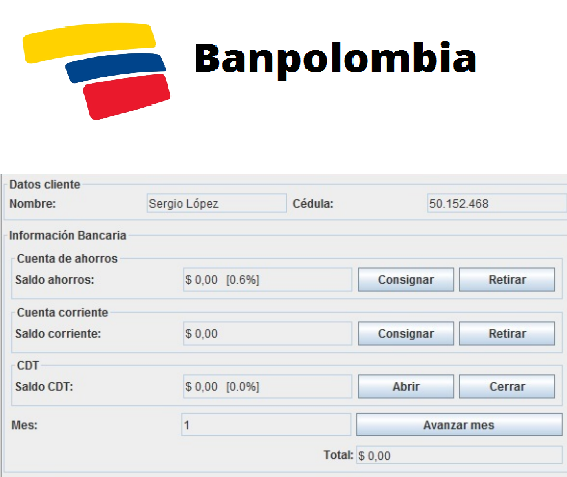 Banpolombia
Datos cliente
Nombre: Sergio López Cédula: 50.152.468
Información Bancaria
Cuenta de ahorros
Saldo ahorros: $ 0,00 [0.6%] Consignar Retirar
Cuenta corriente
Saldo corriente: $ 0,00 Consignar Retirar
CDT
Saldo CDT: $ 0,00 [0.0%] Abrir Cerrar
Mes: 1 Avanzar mes
Total: $ 0,00